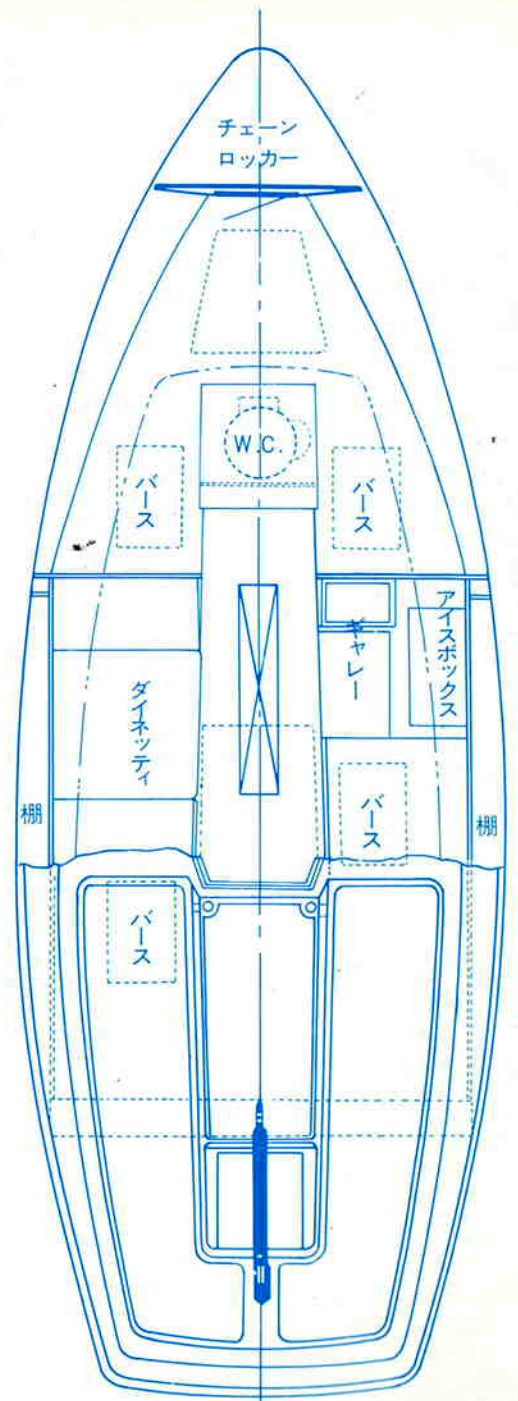 チェーン
ロッカー
W.C.
バース
バース
アイスボックス
ギャレー
ダイネッティ
バース
棚
棚
バース